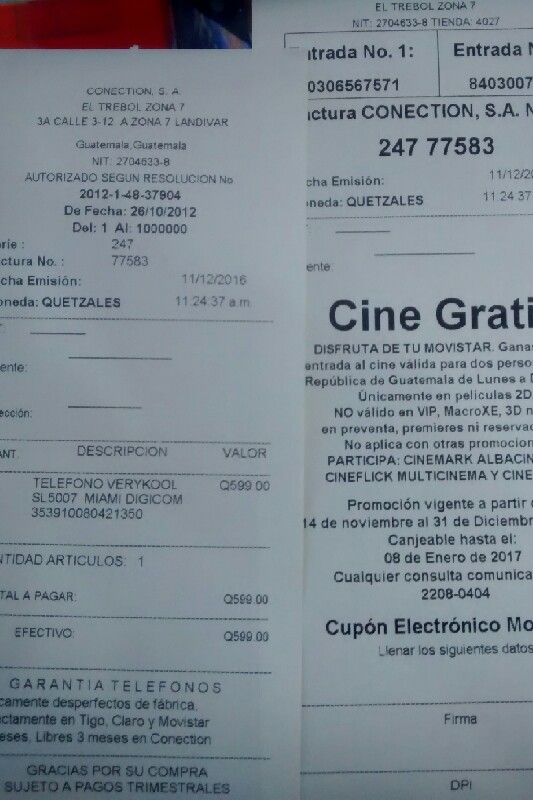 CONECTION, S. A.
EL TREBOL ZONA 7
3A CALLE 3-12 A ZONA 7 LANDIVAR
Guatemala,Guatemala
NIT: 2704633-8
AUTORIZADO SEGUN RESOLUCION No
2012-1-48-37904
De Fecha: 26/10/2012
Del: 1 Al: 1000000
rie : 247
ctura No. : 77583
cha Emisión: 11/12/2016
oneda: QUETZALES 11:24:37 a.m
ente:
ección:
ANT. DESCRIPCION VALOR
TELEFONO VERYKOOL Q599.00
SL5007 MIAMI DIGICOM
353910080421350
NTIDAD ARTICULOS: 1
TAL A PAGAR: Q599.00
EFECTIVO: Q599.00
GARANTIA TELEFONOS
camente desperfectos de fábrica,
ctamente en Tigo, Claro y Movistar
eses, Libres 3 meses en Conection
GRACIAS POR SU COMPRA
SUJETO A PAGOS TRIMESTRALES
EL TREBOL ZONA 7
NIT: 2704633-8 TIENDA: 4027
ntrada No. 1: Entrada N
0306567571 8403007
ctura CONECTION, S.A. N
247 77583
cha Emisión: 11/12/20
oneda: QUETZALES 11:24:37
ente:
Cine Grati
DISFRUTA DE TU MOVISTAR. Gana
entrada al cine válida para dos perso
República de Guatemala de Lunes a D
Únicamente en películas 2D
NO válido en VIP, MacroXE, 3D n
en preventa, premieres ni reservac
No aplica con otras promocion
PARTICIPA: CINEMARK ALBACIN
CINEFLICK MULTICINEMA Y CINE
Promoción vigente a partir d
14 de noviembre al 31 de Diciembr
Canjeable hasta el:
08 de Enero de 2017
Cualquier consulta comunica
2208-0404
Cupón Electrónico Mo
Llenar los siguientes datos
Firma
DPI